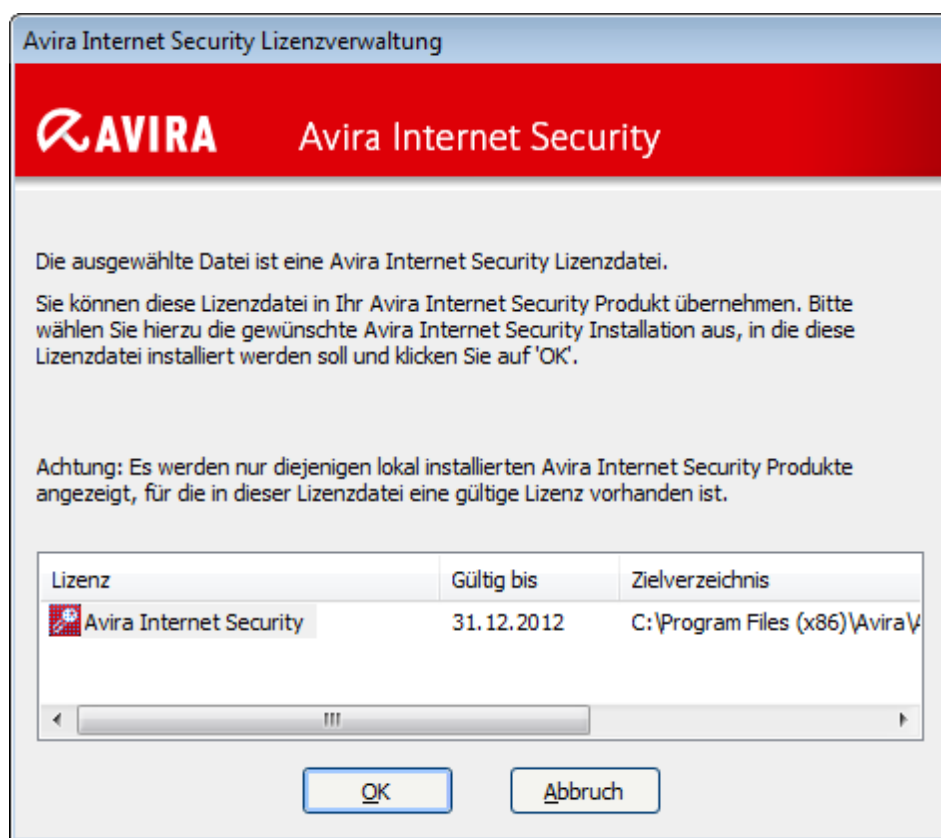 Avira Internet Security Lizenzverwaltung
AVIRA
Avira Internet Security
Die ausgewählte Datei ist eine Avira Internet Security Lizenzdatei.
Sie können diese Lizenzdatei in Ihr Avira Internet Security Produkt übernehmen. Bitte
wählen Sie hierzu die gewünschte Avira Internet Security Installation aus, in die diese
Lizenzdatei installiert werden soll und klicken Sie auf 'OK'.
Achtung: Es werden nur diejenigen lokal installierten Avira Internet Security Produkte
angezeigt, für die in dieser Lizenzdatei eine gültige Lizenz vorhanden ist.
Lizenz Gültig bis Zielverzeichnis
Avira Internet Security 31.12.2012 C:\Program Files (x86)\Avira\A
OK Abbruch